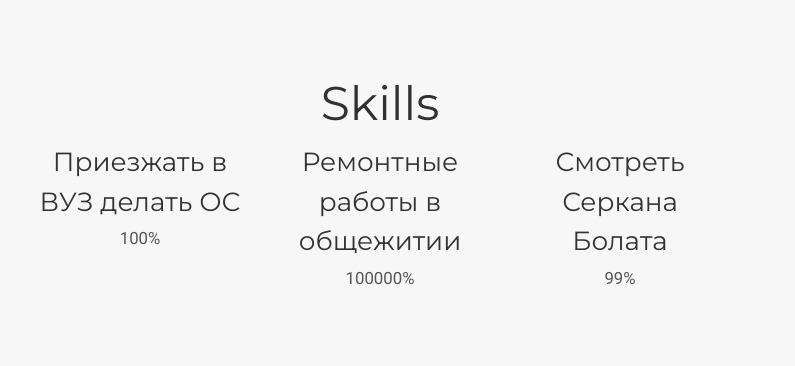 Skills
Приезжать в
ВУЗ делать ОС
100%
Ремонтные
работы в
общежитии
100000%
Смотреть
Серкана
Болата
99%